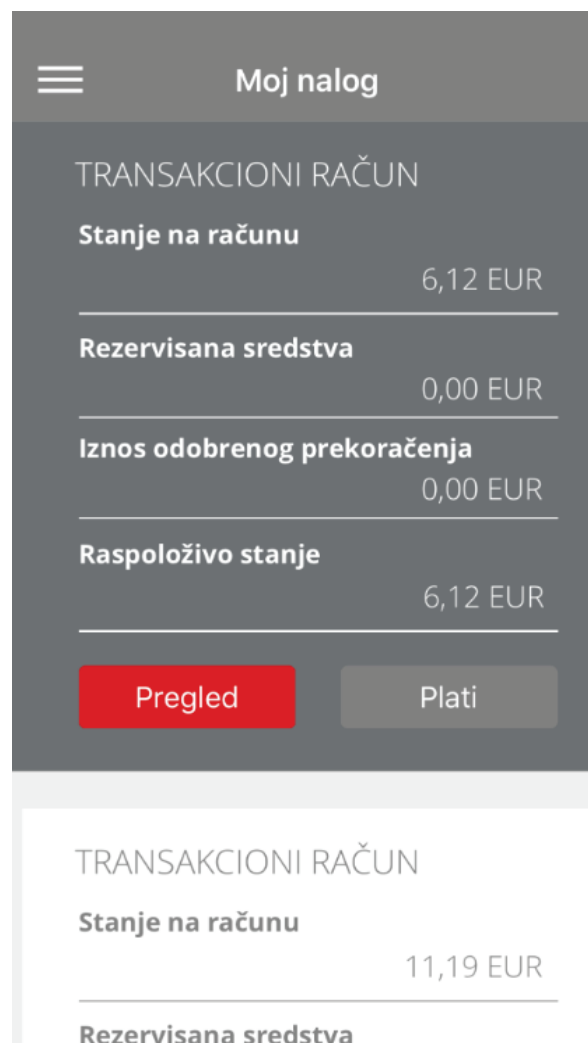 Moj nalog
TRANSAKCIONI RAČUN
Stanje na računu
6,12 EUR
Rezervisana sredstva
0,00 EUR
Iznos odobrenog prekoračenja
0,00 EUR
Raspoloživo stanje
6,12 EUR
Pregled Plati
TRANSAKCIONI RAČUN
Stanje na računu
11,19 EUR
Rezervisana sredstva